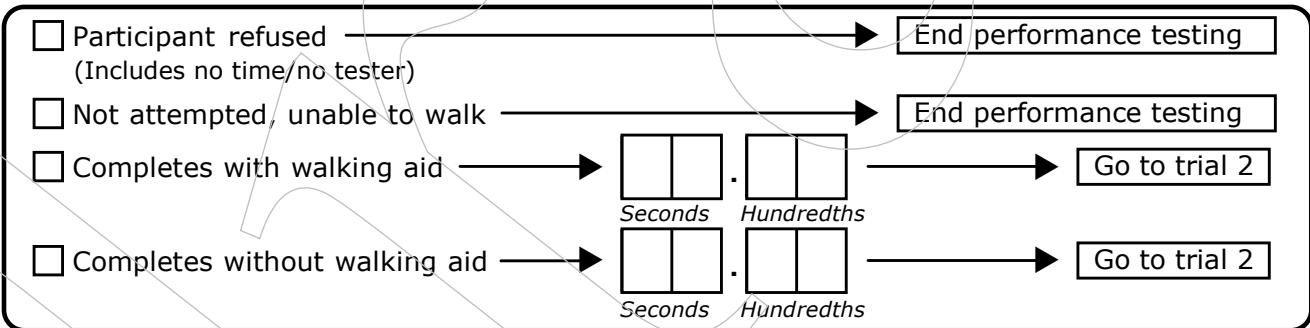 Participant refused End performance testing
(Includes no time/no tester)
Not attempted, unable to walk End performance testing
Completes with walking aid . Go to trial 2
Seconds Hundredths
Completes without walking aid . Go to trial 2
Seconds Hundredths